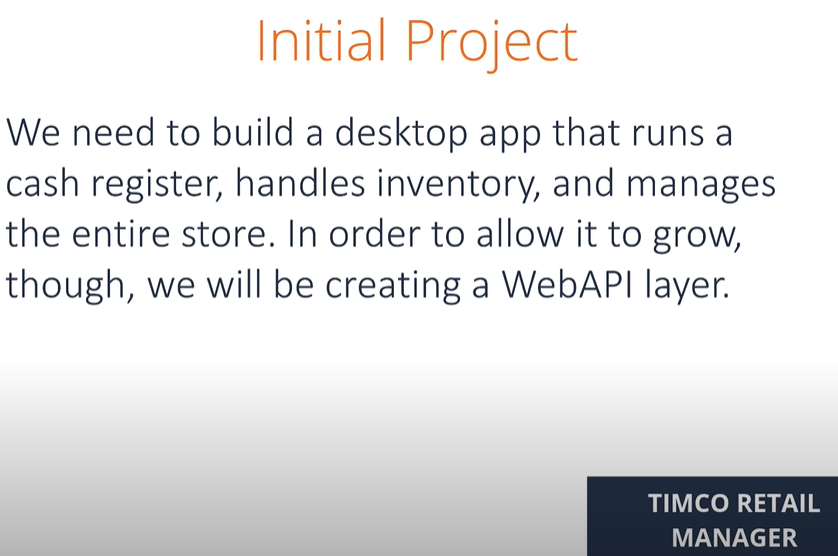 Initial Project
We need to build a desktop app that runs a
cash register, handles inventory, and manages
the entire store. In order to allow it to grow,
though, we will be creating a WebAPI layer.
TIMCO RETAIL
MANAGER